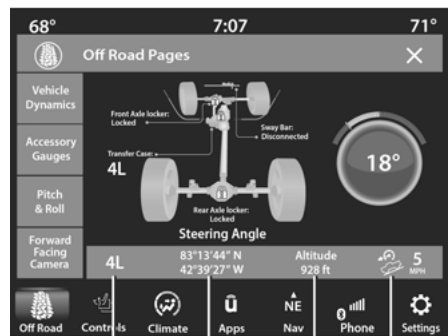 68°
7:07
71°
Off Road Pages
Vehicle
Dynamics
Accessory
Gauges
Pitch
& Roll
Forward
Facing
Camera
Front Axle locker:
Locked
Sway Bar:
Disconnected
Transfer Case:
4L
Rear Axle locker:
Locked
Steering Angle
18°
4L
83°13'44" N
42°39'27" W
Altitude
928 ft
5
MPH
Off Road
Controls
Climate
ū
Apps
NE
Nav
Phone
Settings